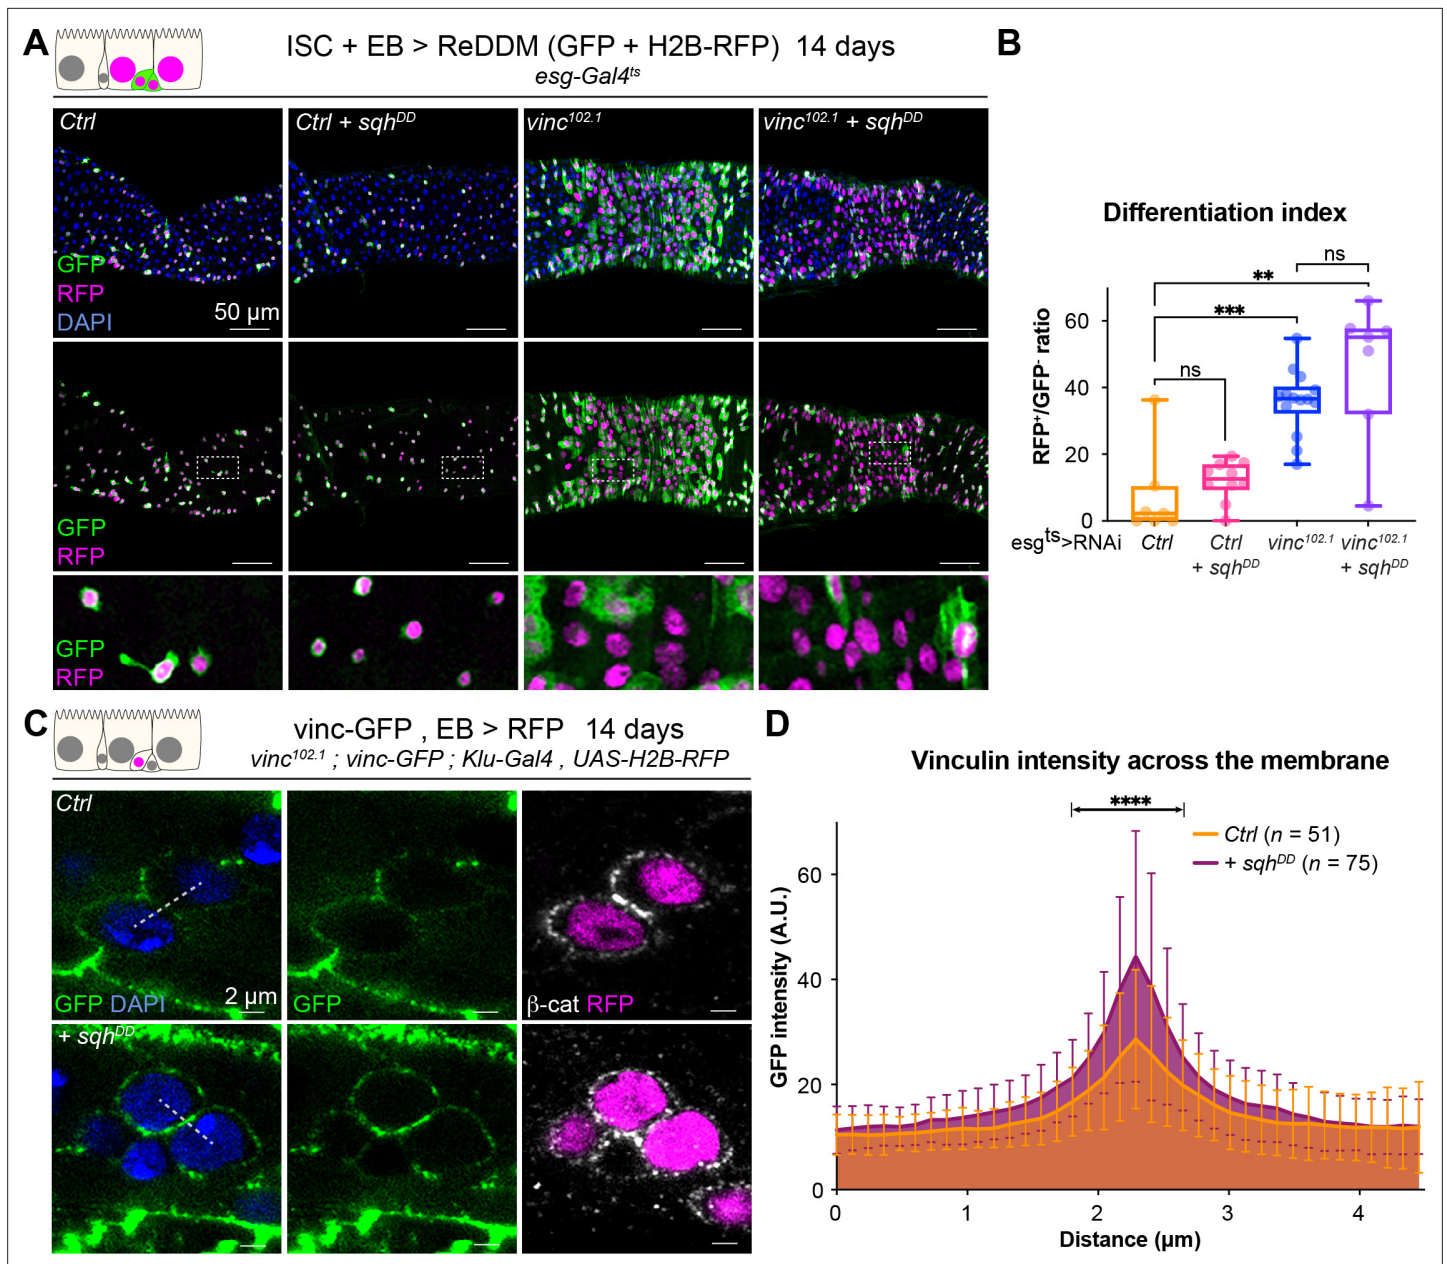 A
ISC + EB > ReDDM (GFP + H2B-RFP) 14 days
esg-Gal4ts
Ctrl
Ctrl + sqhDD
vinc102.1
vinc102.1 + sqhDD
GFP
RFP
DAPI
50 µm
GFP
RFP
GFP
RFP
B
Differentiation index
RFP+/GFP- ratio
60
40
20
0
ns
***
**
ns
esgts>RNAi
Ctrl
Ctrl
+ sqhDD
vinc102.1
vinc102.1
+ sqhDD
C
vinc-GFP , EB > RFP 14 days
vinc102.1 ; vinc-GFP ; Klu-Gal4 , UAS-H2B-RFP
Ctrl
GFP DAPI
2 µm
GFP
β-cat RFP
+ sqhDD
D
Vinculin intensity across the membrane
****
Ctrl (n = 51)
+ sqhDD (n = 75)
GFP intensity (A.U.)
60
40
20
0
0
1
2
3
4
Distance (µm)